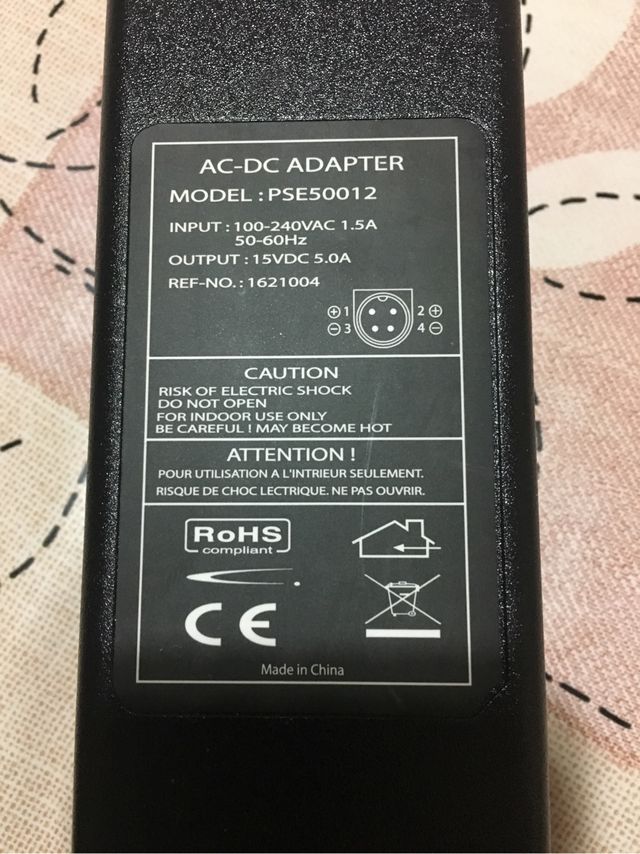 AC-DC ADAPTER
MODEL : PSE50012
INPUT : 100-240VAC 1.5A
50-60Hz
OUTPUT : 15VDC 5.0A
REF-NO. : 1621004
⊕ 1 2 ⊕
⊖ 3 4 ⊖
CAUTION
RISK OF ELECTRIC SHOCK
DO NOT OPEN
FOR INDOOR USE ONLY
BE CAREFUL ! MAY BECOME HOT
ATTENTION !
POUR UTILISATION A L'INTRIEUR SEULEMENT.
RISQUE DE CHOC LECTRIQUE. NE PAS OUVRIR.
RoHS
compliant
CE
Made in China